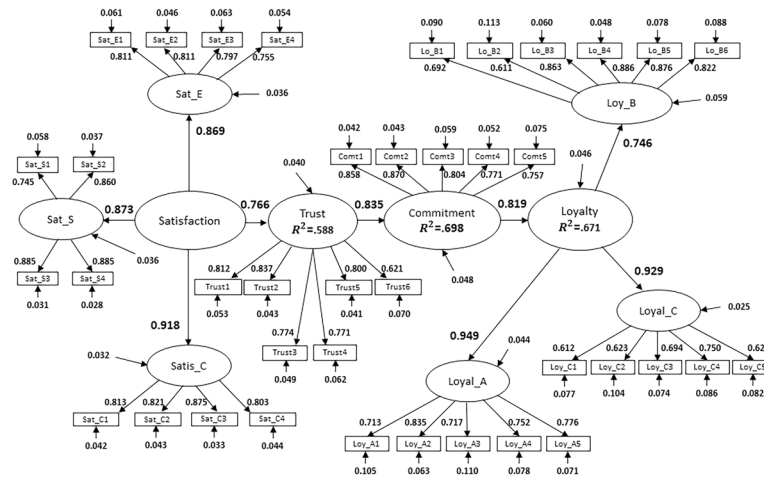 0.061 0.046 0.063 0.054
Sat_E1 Sat_E2 Sat_E3 Sat_E4
0.811 0.811 0.797 0.755
Sat_E
0.036
0.869
0.058 0.037
Sat_S1 Sat_S2
0.745 0.860
Sat_S
0.873
0.036
0.885 0.885
Sat_S3 Sat_S4
0.031 0.028
Satisfaction
0.918
0.032
Satis_C
0.813 0.821 0.875 0.803
Sat_C1 Sat_C2 Sat_C3 Sat_C4
0.042 0.043 0.033 0.044
0.766
0.040
Trust
R²=.588
0.812 0.837 0.800 0.621
Trust1 Trust2 Trust5 Trust6
0.053 0.043 0.041 0.070
0.774 0.771
Trust3 Trust4
0.049 0.062
0.835
0.042 0.043 0.059 0.052 0.075
Comt1 Comt2 Comt3 Comt4 Comt5
0.858 0.870 0.804 0.771 0.757
Commitment
R²=.698
0.048
0.819
0.046
Loyalty
R²=.671
0.746
0.090 0.113 0.060 0.048 0.078 0.088
Lo_B1 Lo_B2 Lo_B3 Lo_B4 Lo_B5 Lo_B6
0.692 0.611 0.863 0.886 0.876 0.822
Loy_B
0.059
0.929
Loyal_C
0.025
0.612 0.623 0.694 0.750 0.62
Loy_C1 Loy_C2 Loy_C3 Loy_C4 Loy_C5
0.077 0.104 0.074 0.086 0.082
0.949
0.044
Loyal_A
0.713 0.835 0.717 0.752 0.776
Loy_A1 Loy_A2 Loy_A3 Loy_A4 Loy_A5
0.105 0.063 0.110 0.078 0.071